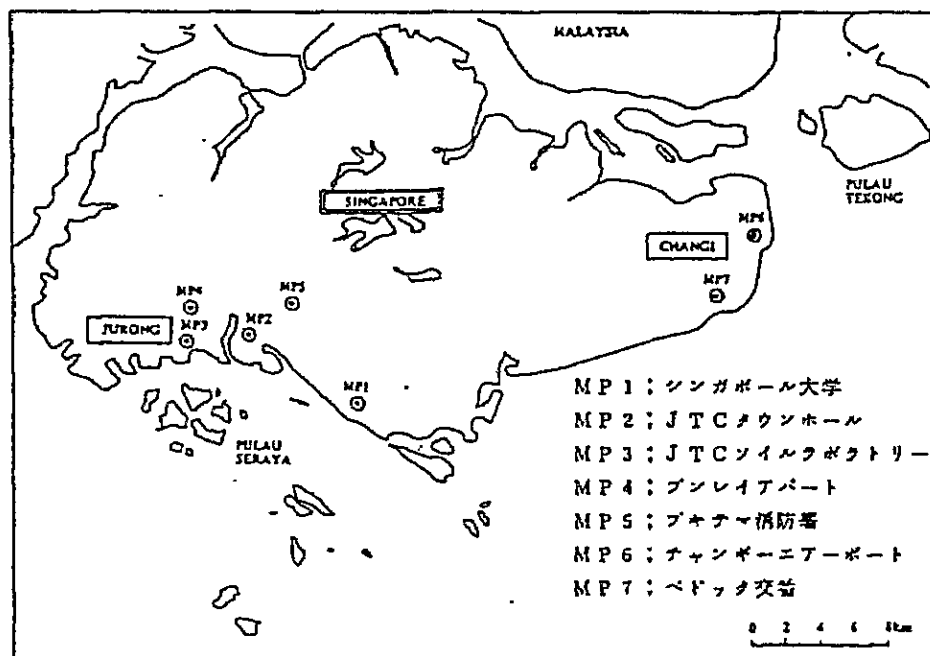 MALAYSIA
PULAU
TEKONG
SINGAPORE
MP6
CHANGI
MP7
MP4
MP5
JURONG
MP3
MP2
MP1
PULAU
SERAYA
MP1;シンガポール大学
MP2;JTCタウンホール
MP3;JTCソイルラボラトリー
MP4;ブンレイアパート
MP5;ブキテマ消防署
MP6;チャンギーエアーポート
MP7;ベドック交番
0 2 4 6 8km